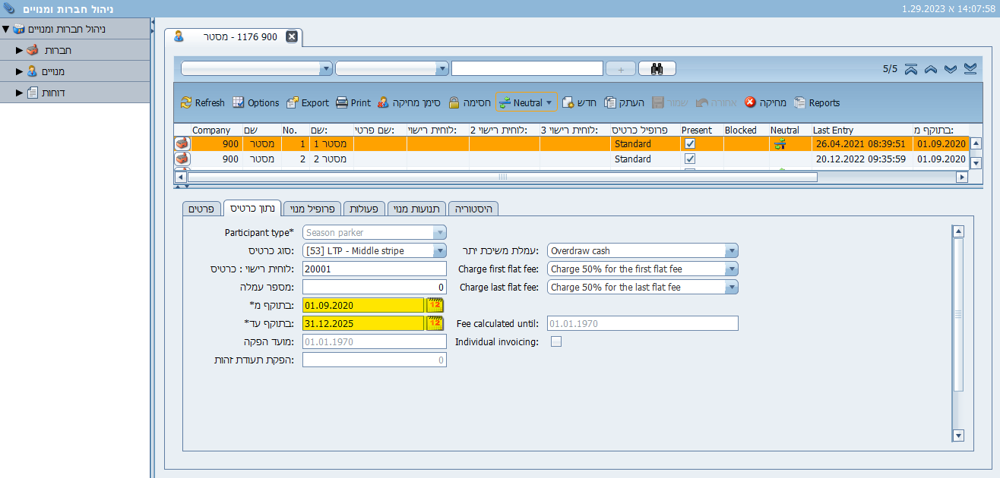 ניהול חברות ומנויים
1.29.2023 א 14:07:58
ניהול חברות ומנויים
חברות
מנויים
דוחות
900 1176 - מסטר
5/5
Refresh Options Export Print סימן מחיקה חסימה Neutral חדש העתק שמור אחורה מחיקה Reports
Company שם No. שם: שם פרטי: לוחית רישוי: לוחית רישוי 2: לוחית רישוי 3: פרופיל כרטיס Present Blocked Neutral Last Entry בתוקף מ:
900 מסטר 1 מסטר 1 Standard 26.04.2021 08:39:51 01.09.2020
900 מסטר 2 מסטר 2 Standard 20.12.2022 09:35:59 01.09.2020
פרטים נתון כרטיס פרופיל מנוי פעולות תנועות מנוי היסטוריה
Participant type* Season parker
סוג כרטיס: [53] LTP - Middle stripe עמלת משיכת יתר: Overdraw cash
לוחית רישוי : כרטיס: 20001 Charge first flat fee: Charge 50% for the first flat fee
מספר עמלה: 0 Charge last flat fee: Charge 50% for the last flat fee
בתוקף מ:* 01.09.2020 12
בתוקף עד:* 31.12.2025 12 Fee calculated until: 01.01.1970
מועד הפקה: 01.01.1970 Individual invoicing:
הפקת תעודת זהות: 0